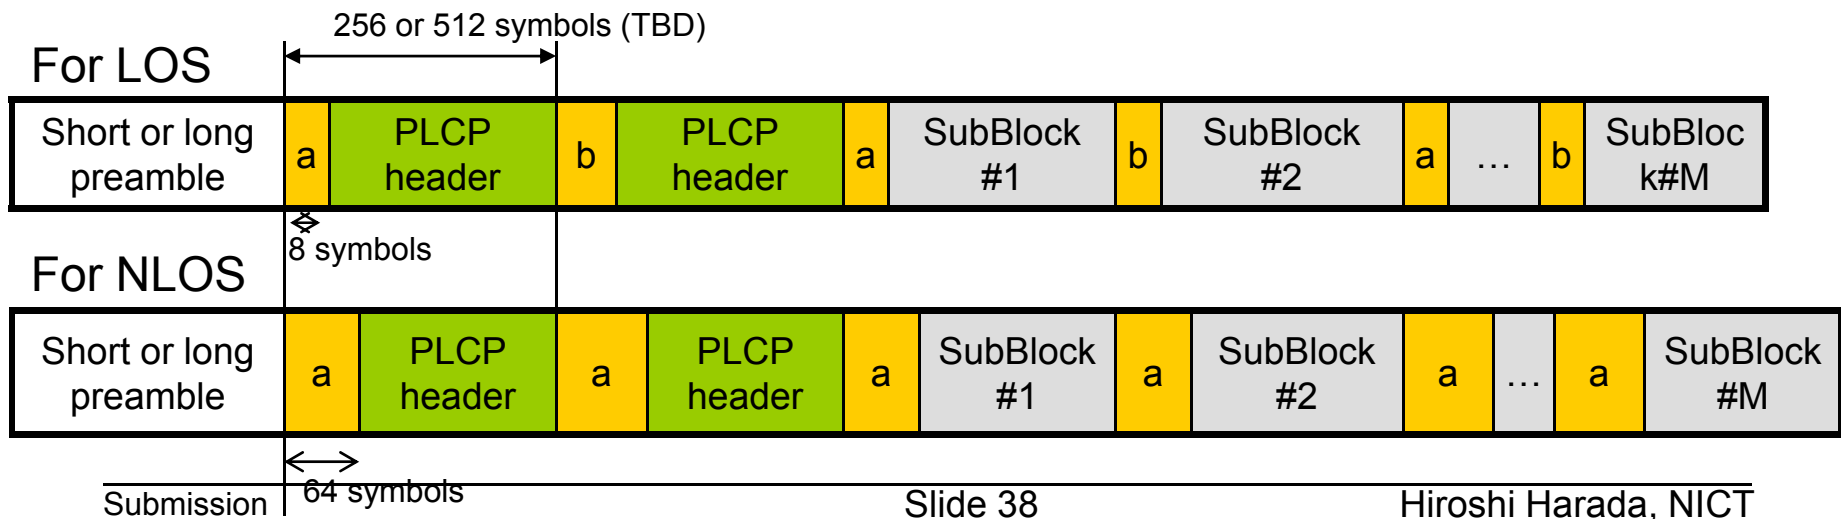 256 or 512 symbols (TBD)
For LOS
Short or long
preamble
a
PLCP
header
b
PLCP
header
a
SubBlock
#1
b
SubBlock
#2
a
...
b
SubBloc
k#M
8 symbols
For NLOS
Short or long
preamble
a
PLCP
header
a
PLCP
header
a
SubBlock
#1
a
SubBlock
#2
a
...
a
SubBlock
#M
64 symbols
Submission
Slide 38
Hiroshi Harada, NICT